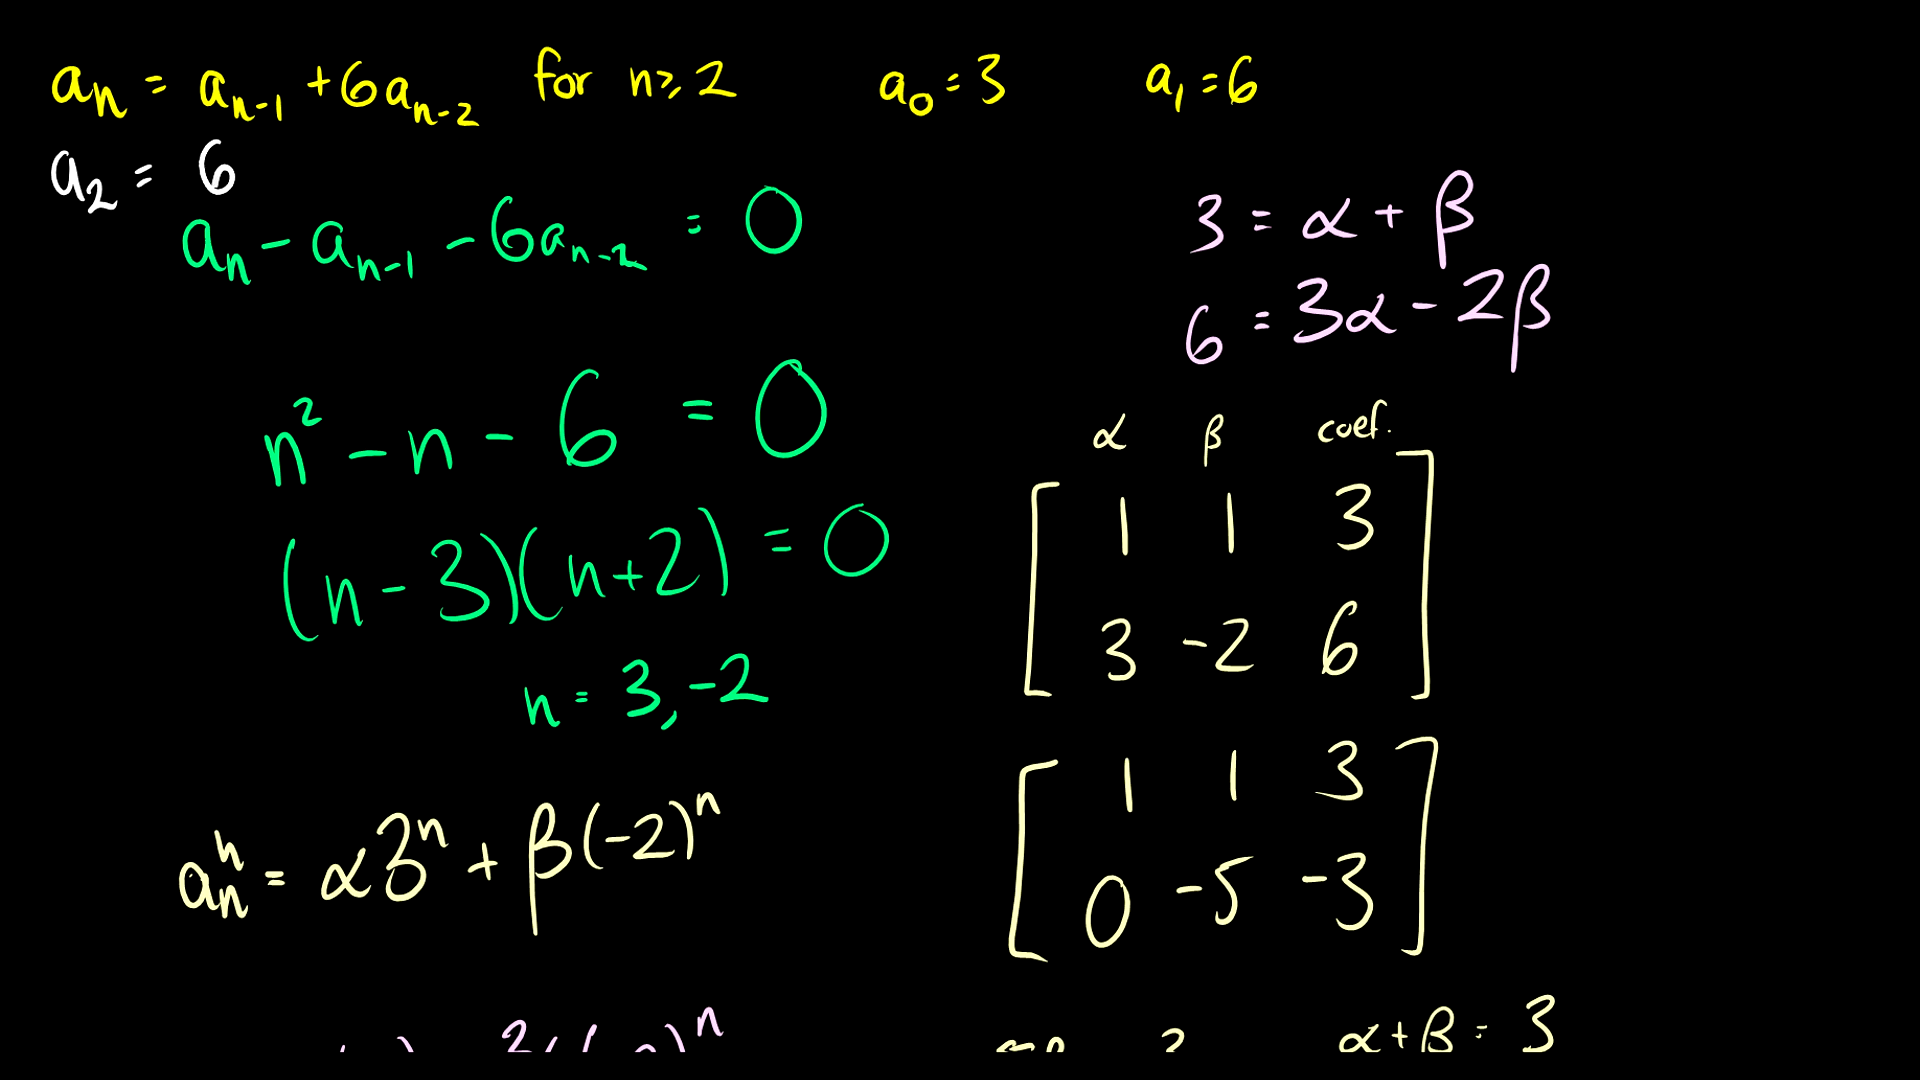 aₙ = aₙ₋₁ + 6aₙ₋₂ for n ≥ 2 a₀ = 3 a₁ = 6
a₂ = 6
aₙ - aₙ₋₁ - 6aₙ₋₂ = 0
n² - n - 6 = 0
(n - 3)(n + 2) = 0
n = 3, -2
aₙʰ = α3ⁿ + β(-2)ⁿ
3 = α + β
6 = 3α - 2β
α β coef.
[ 1 1 3
3 -2 6 ]
[ 1 1 3
0 -5 -3 ]
α + β = 3